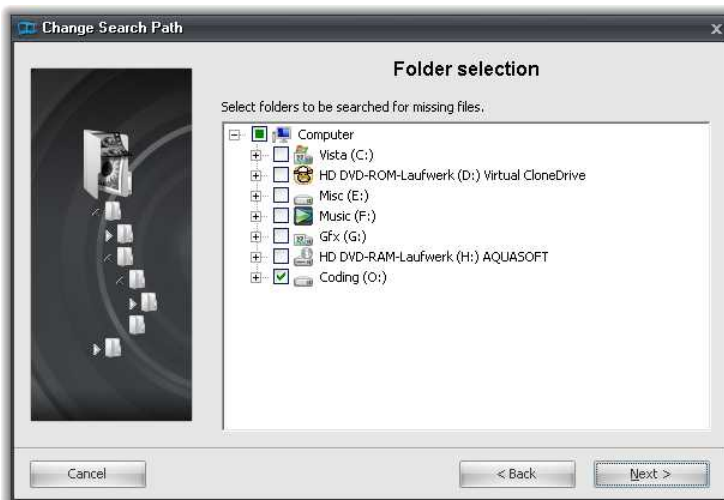 Change Search Path
Folder selection
Select folders to be searched for missing files.
Computer
Vista (C:)
HD DVD-ROM-Laufwerk (D:) Virtual CloneDrive
Misc (E:)
Music (F:)
Gfx (G:)
HD DVD-RAM-Laufwerk (H:) AQUASOFT
Coding (O:)
Cancel
< Back
Next >